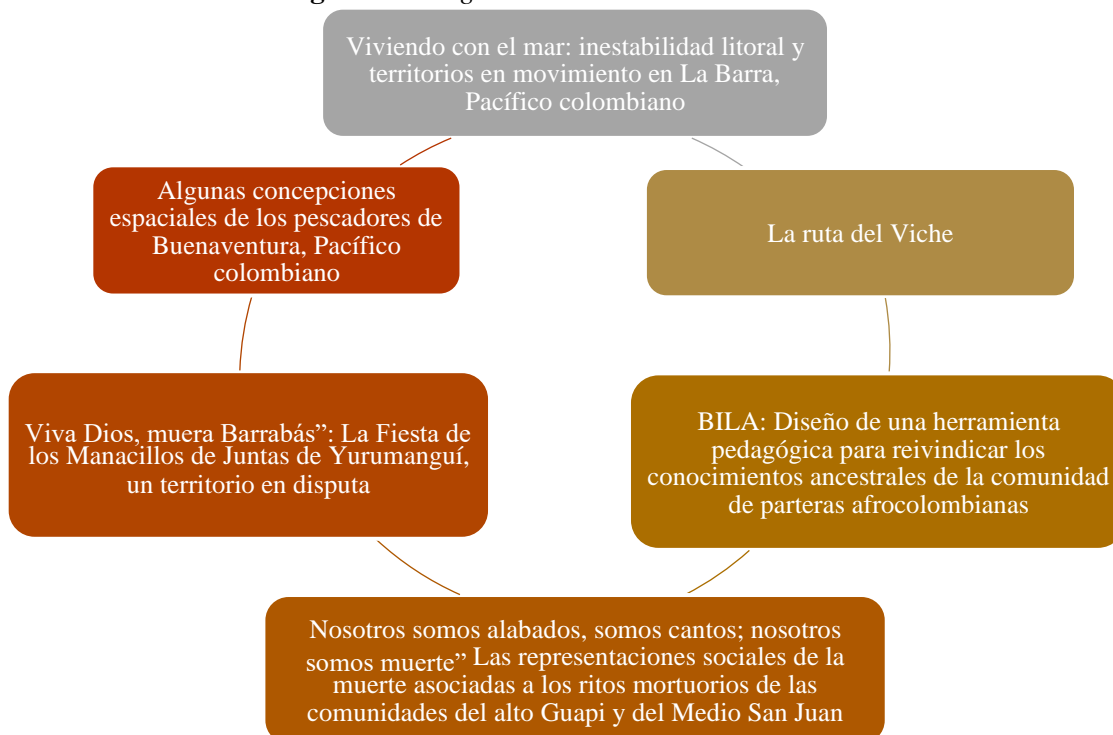 Viviendo con el mar: inestabilidad litoral y
territorios en movimiento en La Barra,
Pacífico colombiano
La ruta del Viche
BILA: Diseño de una herramienta
pedagógica para reivindicar los
conocimientos ancestrales de la comunidad
de parteras afrocolombianas
Nosotros somos alabados, somos cantos; nosotros
somos muerte” Las representaciones sociales de la
muerte asociadas a los ritos mortuorios de las
comunidades del alto Guapi y del Medio San Juan
Viva Dios, muera Barrabás”: La Fiesta de
los Manacillos de Juntas de Yurumanguí,
un territorio en disputa
Algunas concepciones
espaciales de los pescadores de
Buenaventura, Pacífico
colombiano